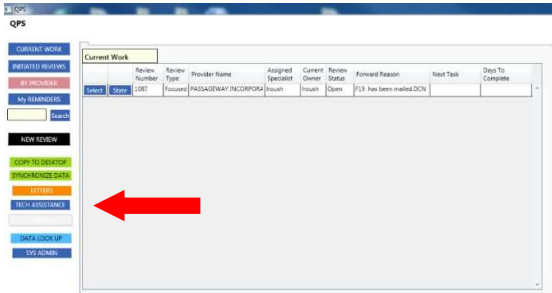 QPS
QPS
CURRENT WORK
INITIATED REVIEWS
BY PROVIDER
My REMINDERS
Search
NEW REVIEW
COPY TO DESKTOP
SYNCHRONIZE DATA
LETTERS
TECH ASSISTANCE
DATA LOOK UP
SYS ADMIN
Current Work
Review Number Review Type Provider Name Assigned Specialist Current Owner Review Status Forward Reason Next Task Days To Complete
Select State 1087 Focused PASSAGEWAY INCORPORA lroush lroush Open F19 has been mailed.DCN